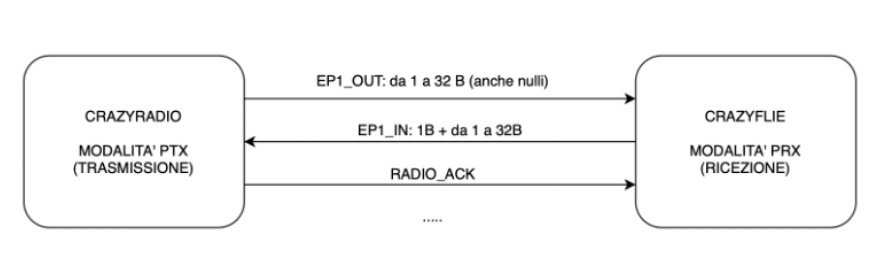 CRAZYRADIO
MODALITA' PTX
(TRASMISSIONE)
EP1_OUT: da 1 a 32 B (anche nulli)
EP1_IN: 1B + da 1 a 32B
RADIO_ACK
.....
CRAZYFLIE
MODALITA' PRX
(RICEZIONE)